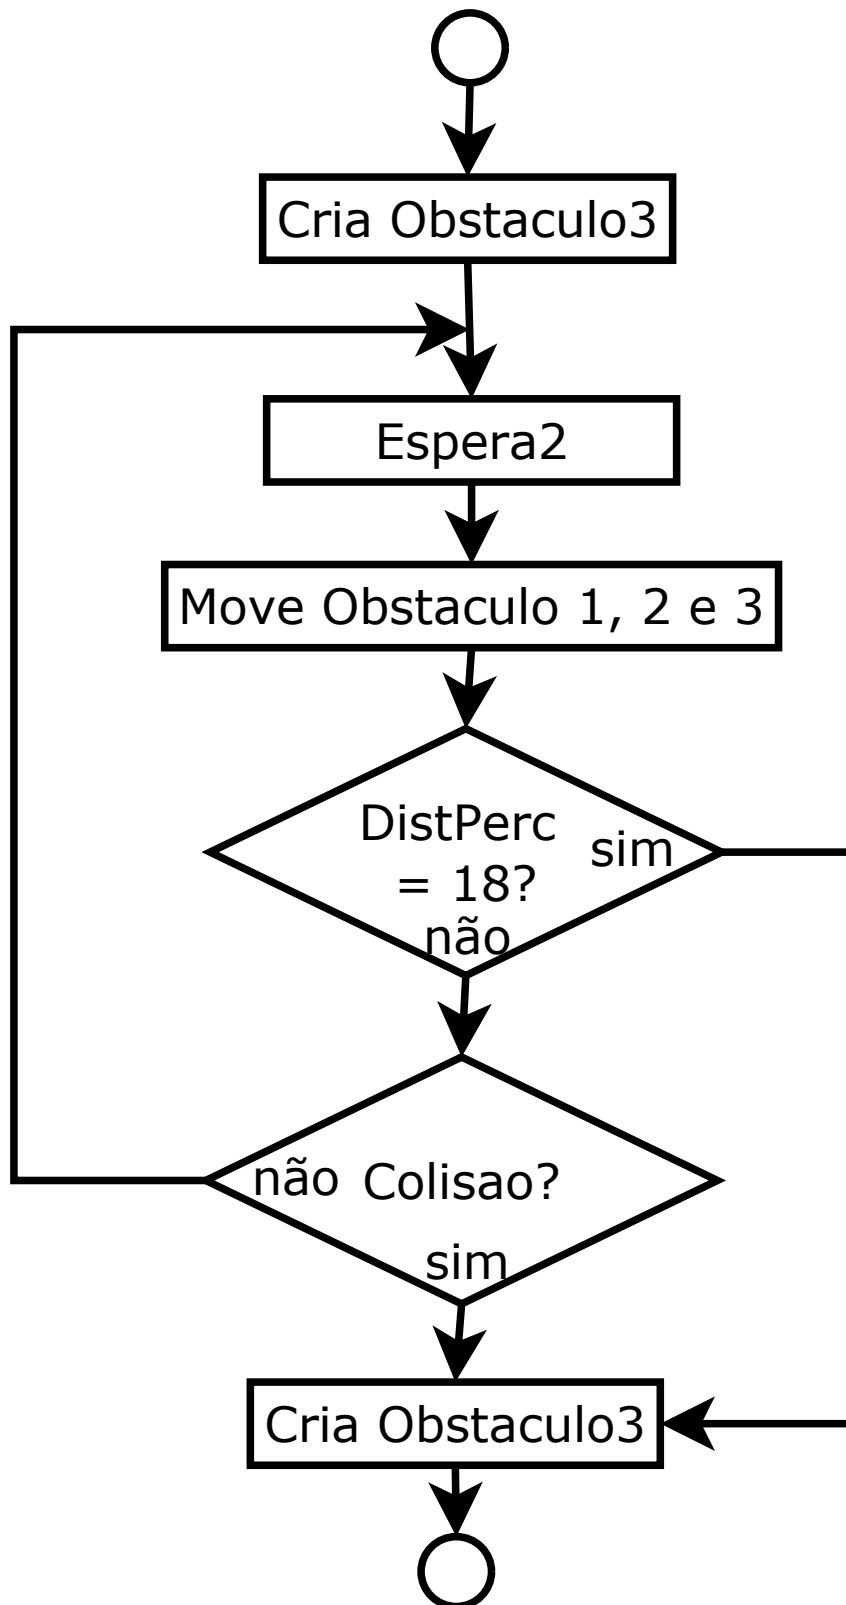 Cria Obstaculo3
Espera2
Move Obstaculo 1, 2 e 3
DistPerc
= 18?
sim
não
Colisao?
não
sim
Cria Obstaculo3